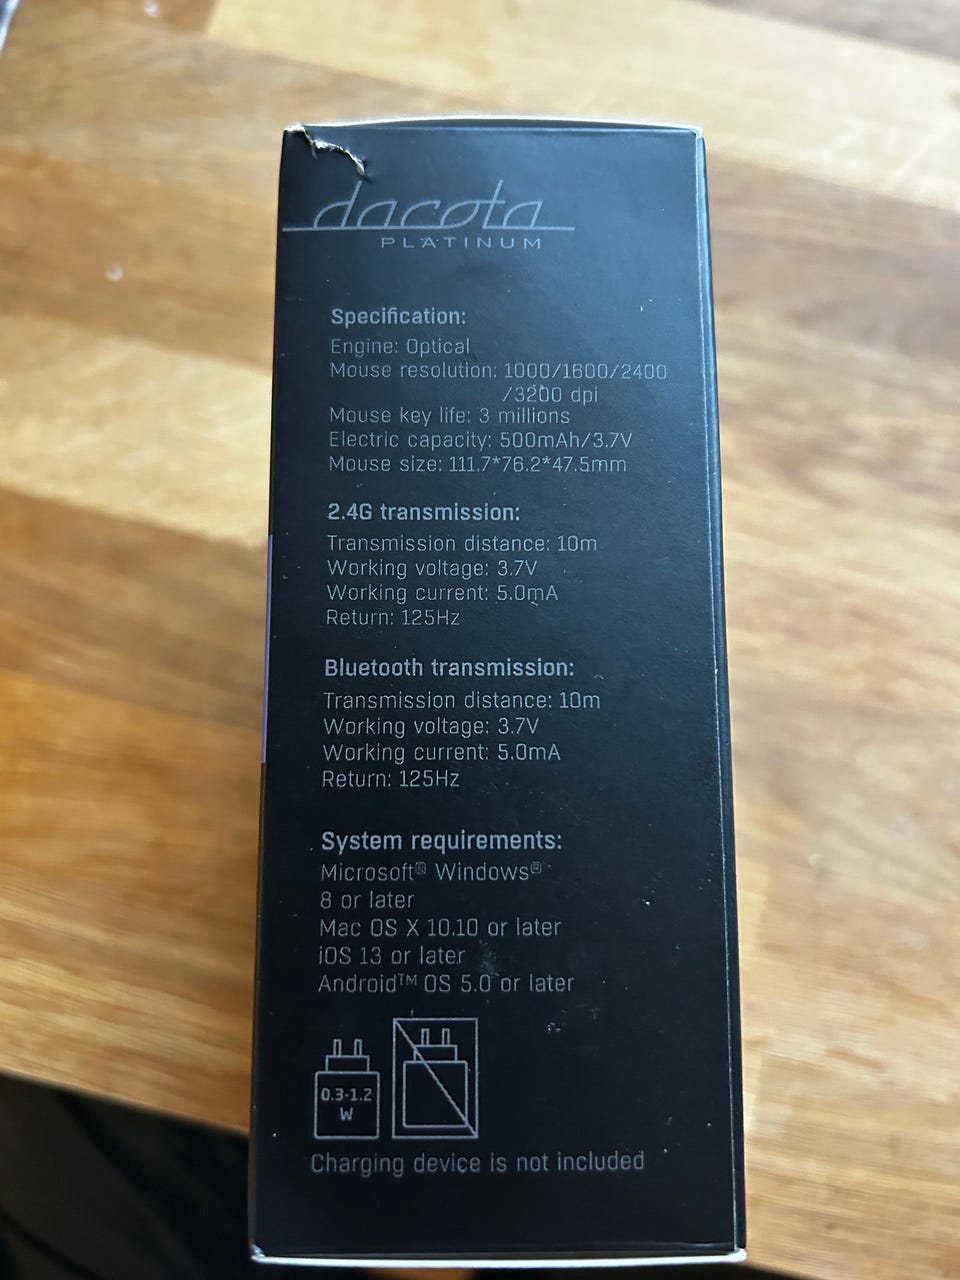 dacota
PLATINUM
Specification:
Engine: Optical
Mouse resolution: 1000/1600/2400
/3200 dpi
Mouse key life: 3 millions
Electric capacity: 500mAh/3.7V
Mouse size: 111.7*76.2*47.5mm
2.4G transmission:
Transmission distance: 10m
Working voltage: 3.7V
Working current: 5.0mA
Return: 125Hz
Bluetooth transmission:
Transmission distance: 10m
Working voltage: 3.7V
Working current: 5.0mA
Return: 125Hz
System requirements:
Microsoft® Windows®
8 or later
Mac OS X 10.10 or later
iOS 13 or later
Android™ OS 5.0 or later
0.3-1.2
W
Charging device is not included